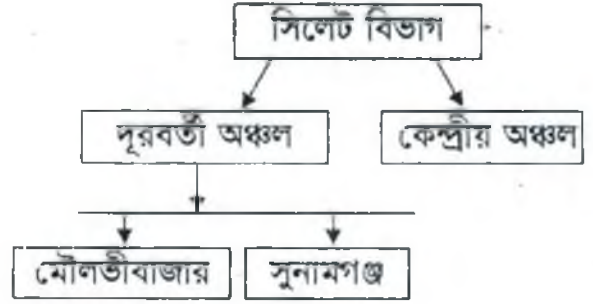 সিলেট বিভাগ
দূরবর্তী অঞ্চল কেন্দ্রীয় অঞ্চল
মৌলভীবাজার সুনামগঞ্জ